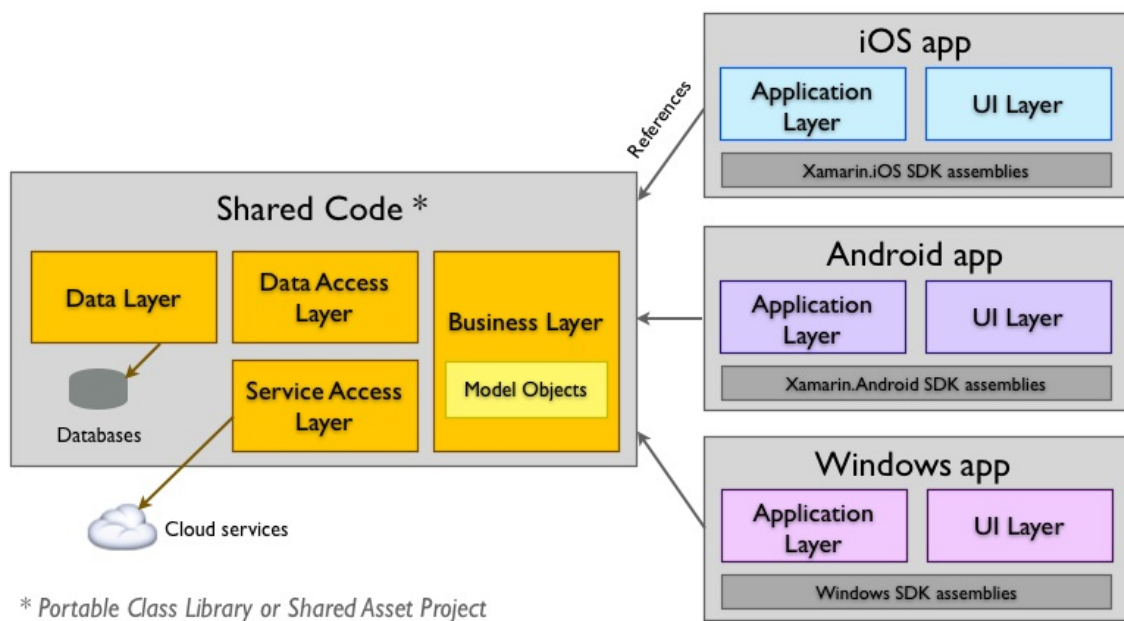 iOS app
Application
Layer
UI Layer
Xamarin.iOS SDK assemblies
References
Shared Code *
Data Layer
Data Access
Layer
Business Layer
Model Objects
Service Access
Layer
Databases
Cloud services
Android app
Application
Layer
UI Layer
Xamarin.Android SDK assemblies
Windows app
Application
Layer
UI Layer
Windows SDK assemblies
* Portable Class Library or Shared Asset Project